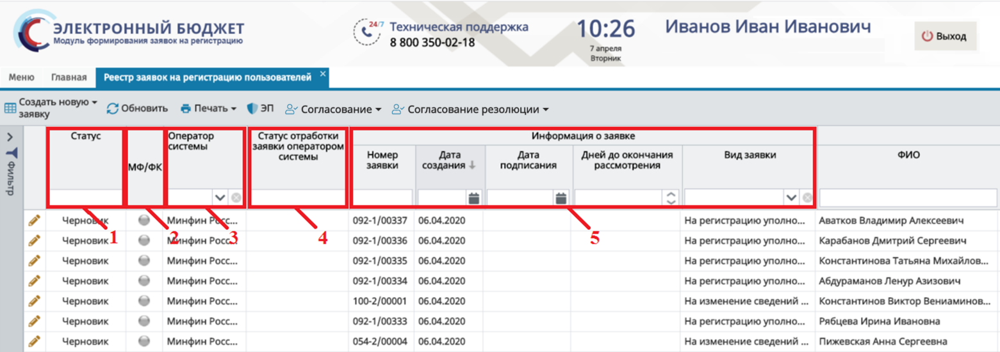 ЭЛЕКТРОННЫЙ БЮДЖЕТ
Модуль формирования заявок на регистрацию
24/7
Техническая поддержка
8 800 350-02-18
10:26
7 апреля
Вторник
Иванов Иван Иванович
Выход
Меню Главная Реестр заявок на регистрацию пользователей ×
Создать новую заявку Обновить Печать ЭП Согласование Согласование резолюции
Фильтр
Статус
МФ/ФК
Оператор
системы
Статус отработки
заявки оператором
системы
Информация о заявке
Номер
заявки
Дата
создания
Дата
подписания
Дней до окончания
рассмотрения
Вид заявки
ФИО
1 2 3 4 5
Черновик Минфин Росс... 092-1/00337 06.04.2020 На регистрацию уполно... Аватков Владимир Алексеевич
Черновик Минфин Росс... 092-1/00336 06.04.2020 На регистрацию уполно... Карабанов Дмитрий Сергеевич
Черновик Минфин Росс... 092-1/00335 06.04.2020 На регистрацию уполно... Константинова Татьяна Михайлов...
Черновик Минфин Росс... 092-1/00334 06.04.2020 На регистрацию уполно... Абдураманов Ленур Азизович
Черновик Минфин Росс... 100-2/00001 06.04.2020 На изменение сведений ... Константинов Виктор Вениаминов...
Черновик Минфин Росс... 092-1/00333 06.04.2020 На регистрацию уполно... Рябцева Ирина Ивановна
Черновик Минфин Росс... 054-2/00004 06.04.2020 На изменение сведений ... Пижевская Анна Сергеевна